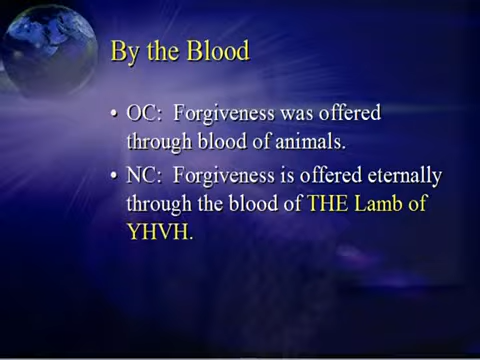 By the Blood
• OC:  Forgiveness was offered
through blood of animals.
• NC:  Forgiveness is offered eternally
through the blood of THE Lamb of
YHVH.